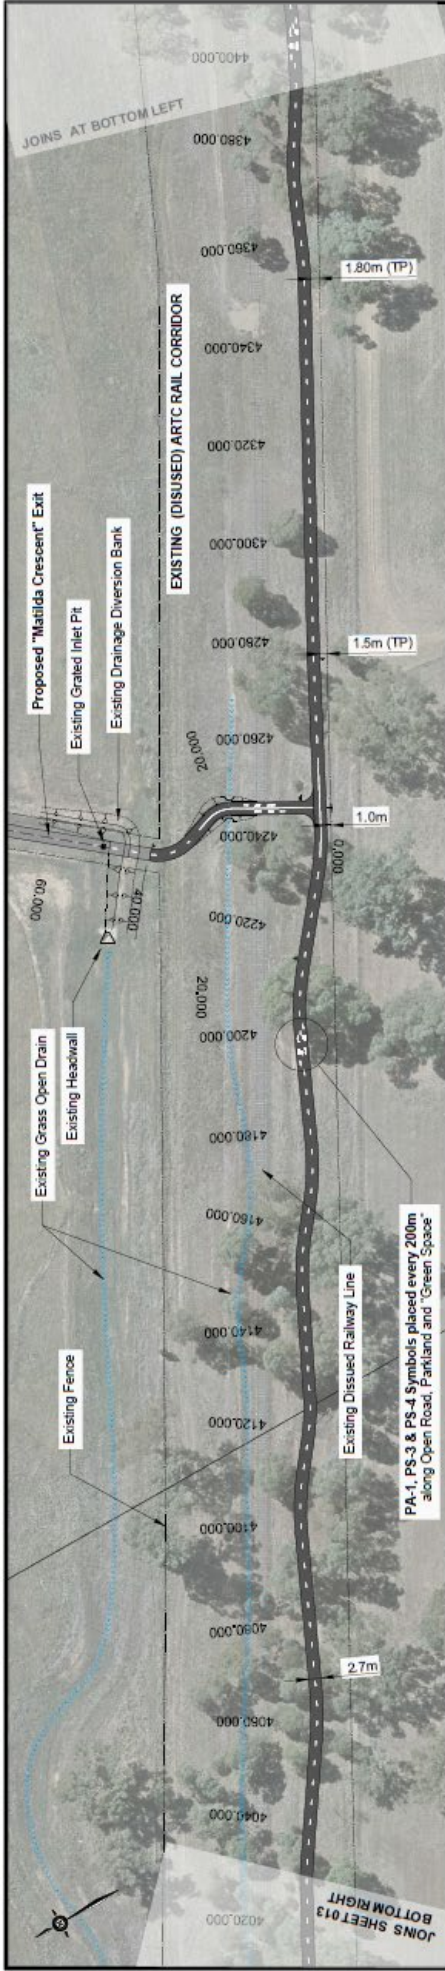 JOINS AT BOTTOM LEFT
4400.000
4380.000
4360.000
4340.000
4320.000
4300.000
4280.000
4260.000
4240.000
4220.000
4200.000
4180.000
4160.000
4140.000
4120.000
4100.000
4080.000
4060.000
4040.000
4020.000
1.80m (TP)
EXISTING (DISUSED) ARTC RAIL CORRIDOR
Proposed "Matilda Crescent" Exit
Existing Grated Inlet Pit
Existing Drainage Diversion Bank
1.5m (TP)
20.000
1.0m
0.000
60.000
40.000
20.000
Existing Grass Open Drain
Existing Headwall
Existing Fence
Existing Dissued Railway Line
PA-1, PS-3 & PS-4 Symbols placed every 200m
along Open Road, Parkland and "Green Space"
2.7m
JOINS SHEET 013
BOTTOM RIGHT